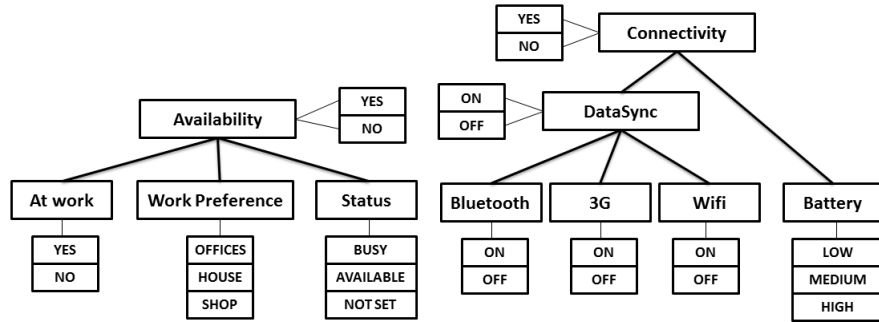 YES
NO
Connectivity
YES
NO
Availability
ON
OFF
DataSync
At work
Work Preference
Status
Bluetooth
3G
Wifi
Battery
YES
NO
OFFICES
HOUSE
SHOP
BUSY
AVAILABLE
NOT SET
ON
OFF
ON
OFF
ON
OFF
LOW
MEDIUM
HIGH